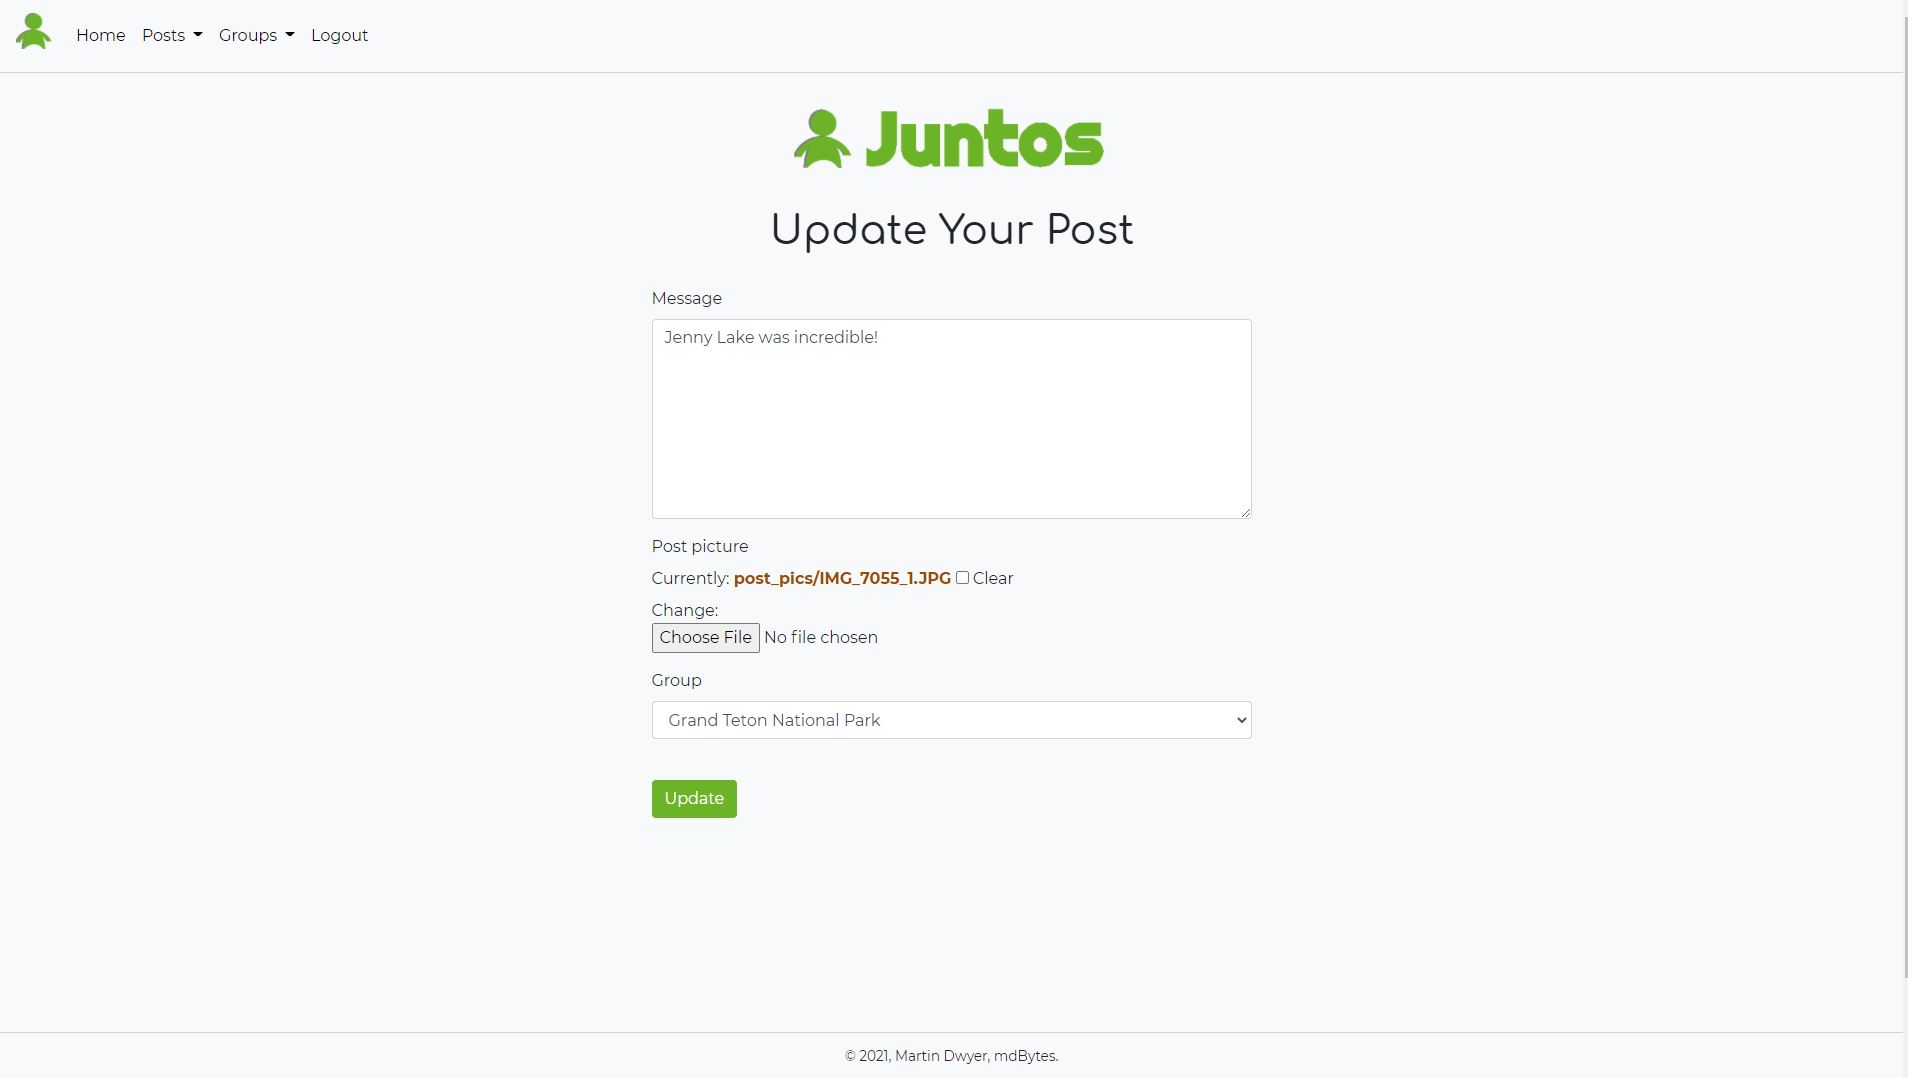 Home Posts Groups Logout
Juntos
Update Your Post
Message
Jenny Lake was incredible!
Post picture
Currently: post_pics/IMG_7055_1.JPG Clear
Change:
Choose File No file chosen
Group
Grand Teton National Park
Update
© 2021, Martin Dwyer, mdBytes.